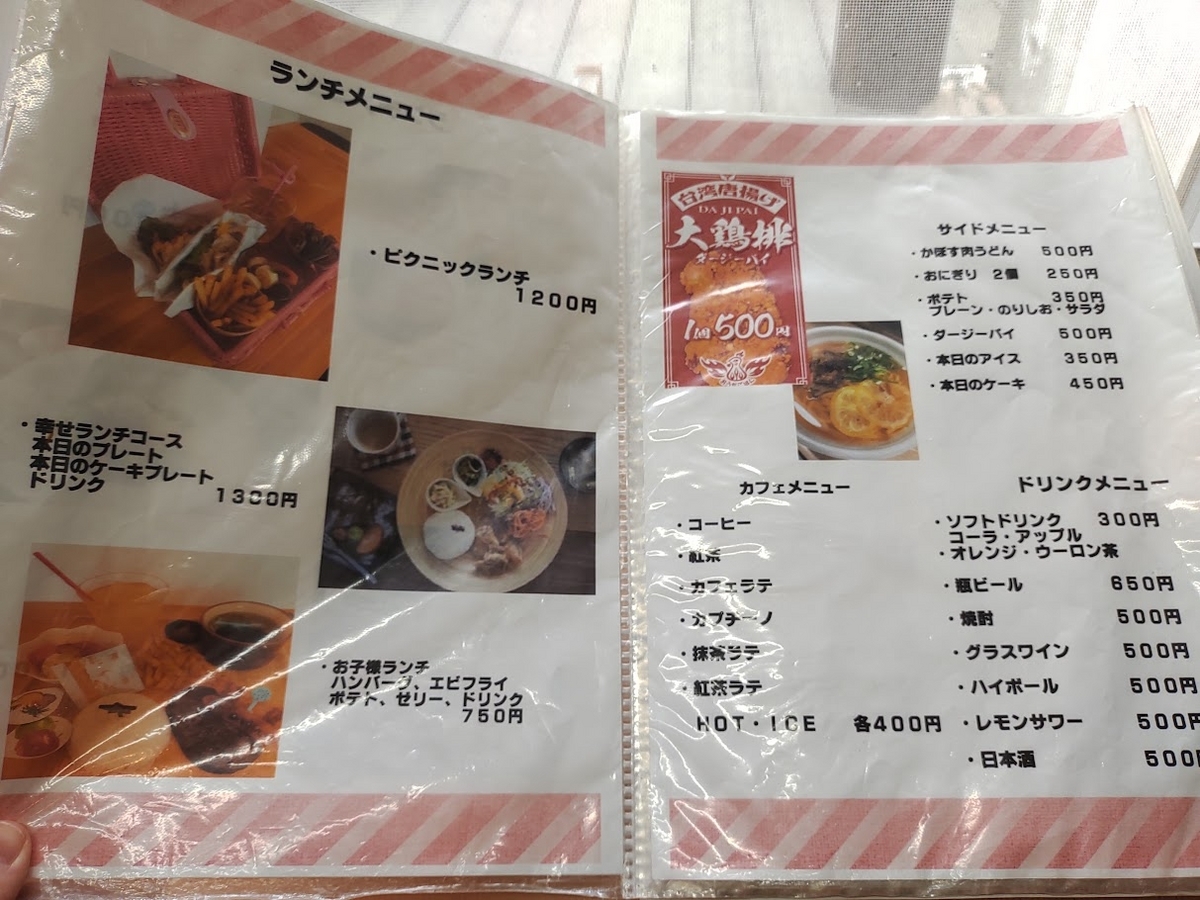 ランチメニュー
・ピクニックランチ
1200円
・幸せランチコース
本日のプレート
本日のケーキプレート
ドリンク
1300円
・お子様ランチ
ハンバーグ、エビフライ
ポテト、ゼリー、ドリンク
750円
台湾唐揚げ
DA JI PAI
大鶏排
ダージーパイ
1個500円
サイドメニュー
・かぼす肉うどん 500円
・おにぎり 2個 250円
・ポテト 350円
プレーン・のりしお・サラダ
・ダージーパイ 500円
・本日のアイス 350円
・本日のケーキ 450円
カフェメニュー
・コーヒー
・紅茶
・カフェラテ
・カプチーノ
・抹茶ラテ
・紅茶ラテ
HOT・ICE 各400円
ドリンクメニュー
・ソフトドリンク 300円
コーラ・アップル
・オレンジ・ウーロン茶
・瓶ビール 650円
・焼酎 500円
・グラスワイン 500円
・ハイボール 500円
・レモンサワー 500円
・日本酒 500円